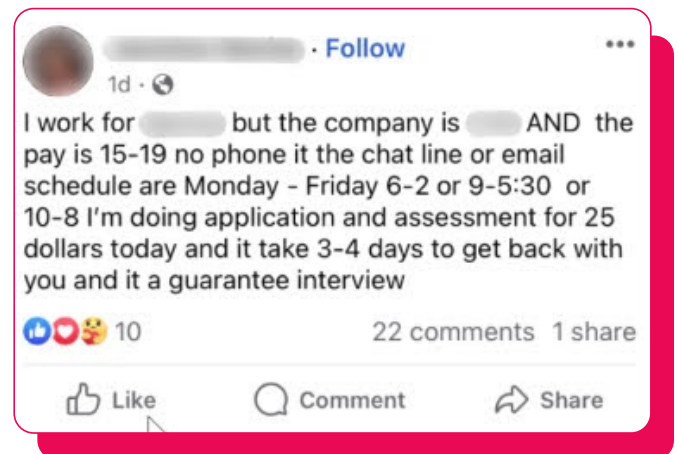 · Follow
1d ·
I work for but the company is AND the
pay is 15-19 no phone it the chat line or email
schedule are Monday - Friday 6-2 or 9-5:30 or
10-8 I'm doing application and assessment for 25
dollars today and it take 3-4 days to get back with
you and it a guarantee interview
10 22 comments 1 share
Like Comment Share